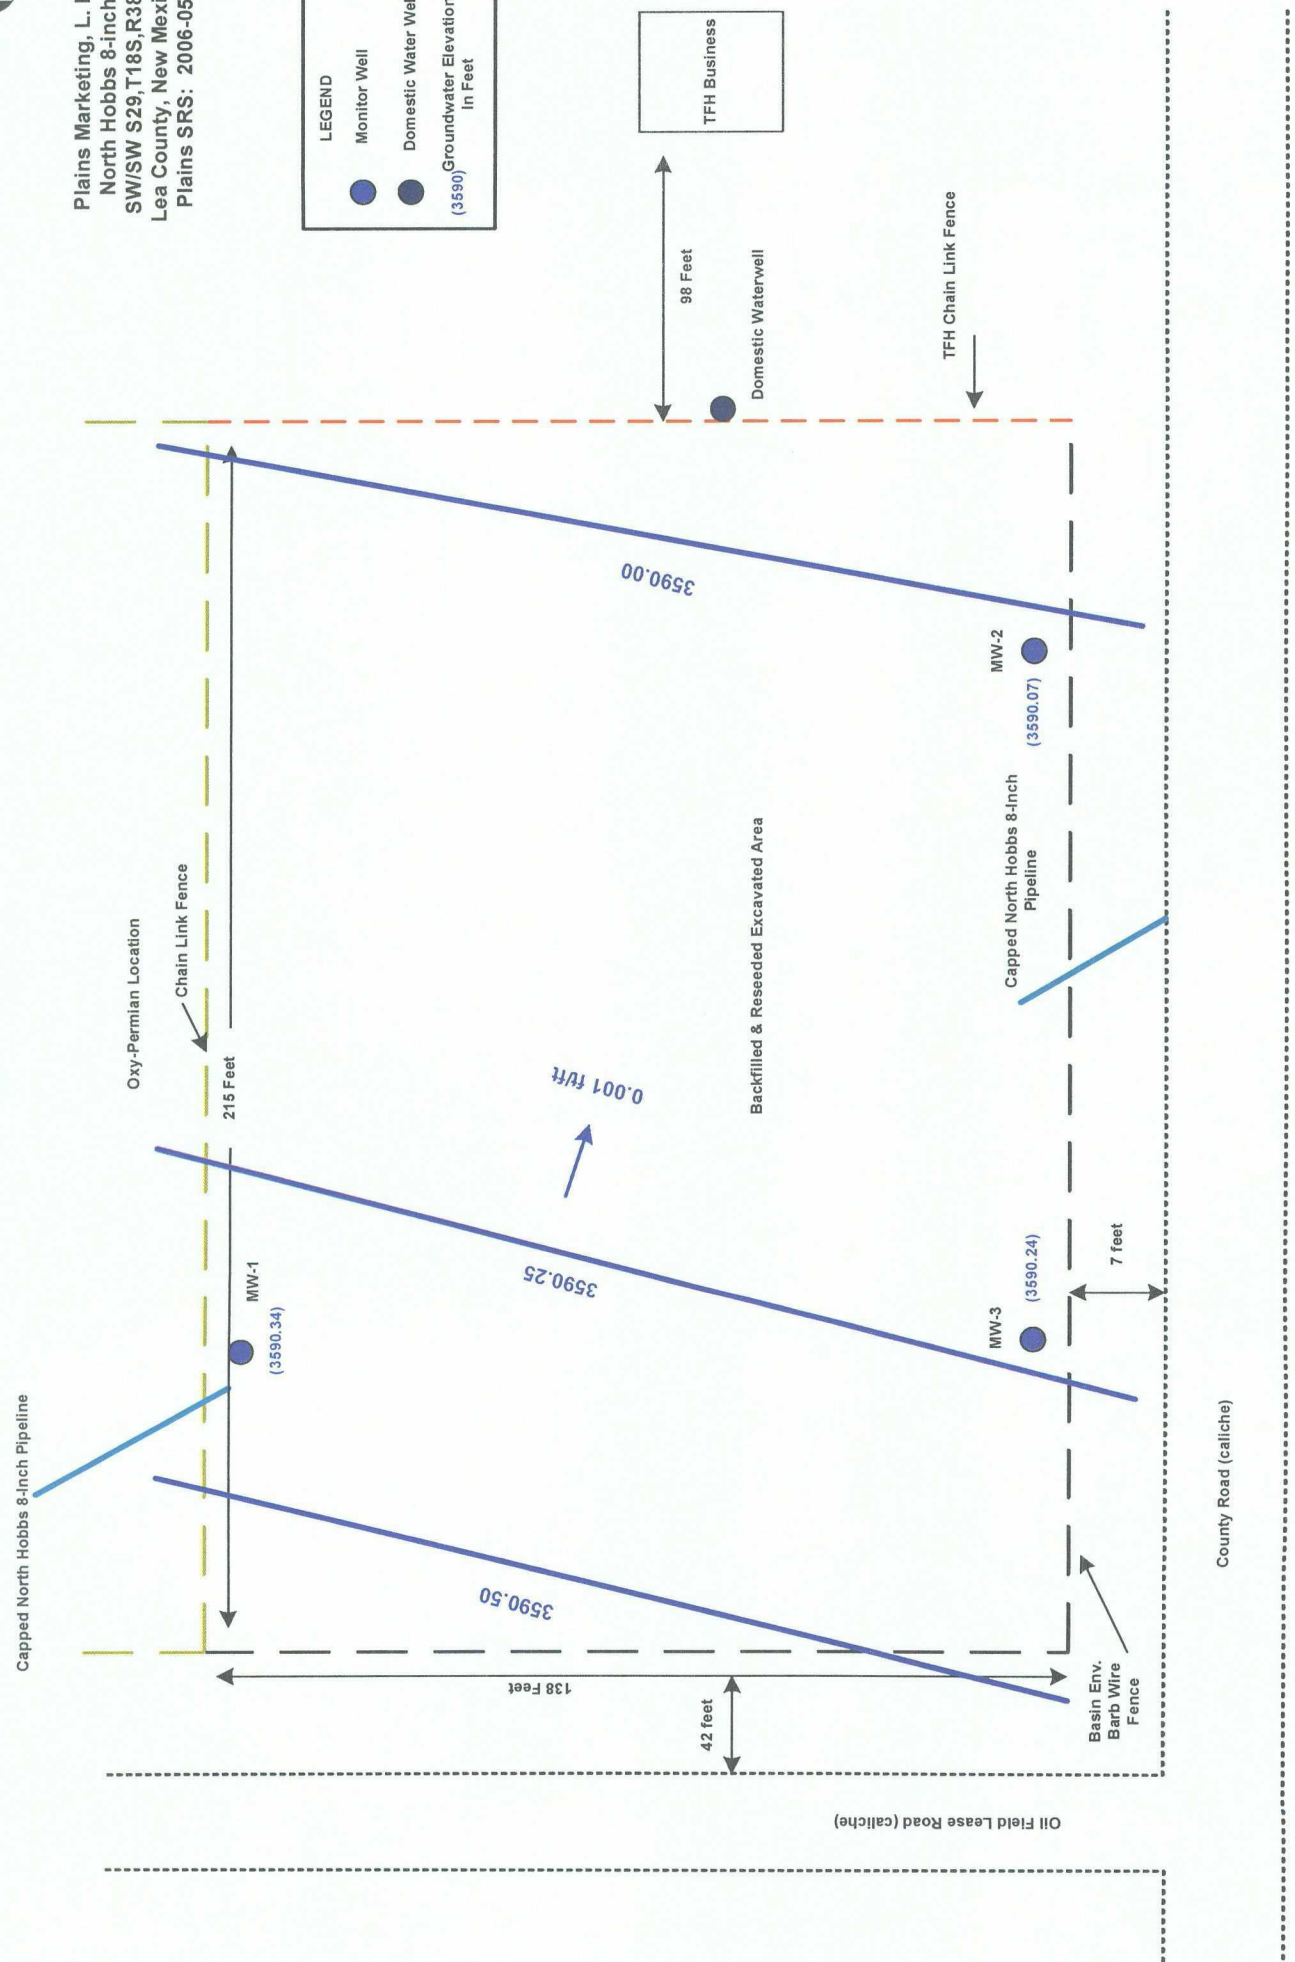 Plains Marketing, L.
North Hobbs 8-inch
SW/SW S29,T18S,R38
Lea County, New Mexi
Plains SRS: 2006-05
LEGEND
Monitor Well
Domestic Water Wel
(3590)
Groundwater Elevation
In Feet
TFH Business
98 Feet
Domestic Waterwell
TFH Chain Link Fence
Capped North Hobbs 8-Inch Pipeline
Oxy-Permian Location
Chain Link Fence
215 Feet
MW-1
(3590.34)
3590.50
3590.25
3590.00
0.001 ft/ft
Backfilled & Reseeded Excavated Area
MW-2
(3590.07)
Capped North Hobbs 8-Inch
Pipeline
MW-3
(3590.24)
7 feet
138 Feet
42 feet
Basin Env.
Barb Wire
Fence
Oil Field Lease Road (caliche)
County Road (caliche)